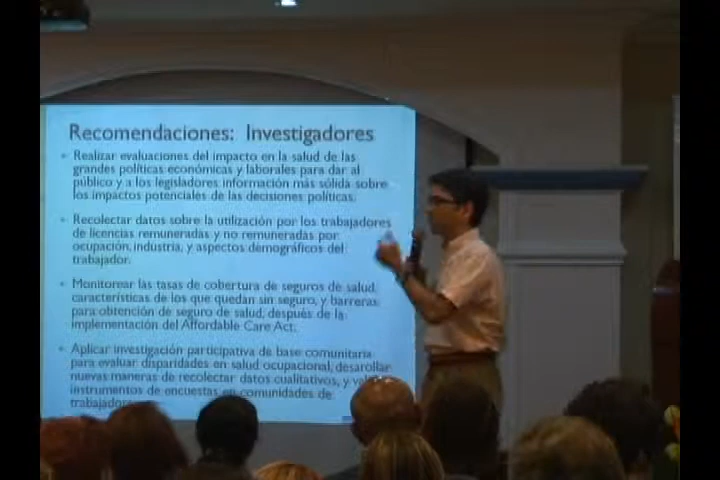 Recomendaciones: Investigadores
• Realizar evaluaciones del impacto en la salud de las
grandes políticas económicas y laborales para dar al
público y a los legisladores información más sólida sobre
los impactos potenciales de las decisiones políticas.
• Recolectar datos sobre la utilización por los trabajadores
de licencias remuneradas y no remuneradas por
ocupación, industria, y aspectos demográficos del
trabajador.
• Monitorear las tasas de cobertura de seguros de salud,
características de los que quedan sin seguro, y barreras
para obtención de seguro de salud, después de la
implementación del Affordable Care Act.
• Aplicar investigación participativa de base comunitaria
para evaluar disparidades en salud ocupacional, desarollar
nuevas maneras de recolectar datos cualitativos, y
instrumentos de encuestas en comunidades de